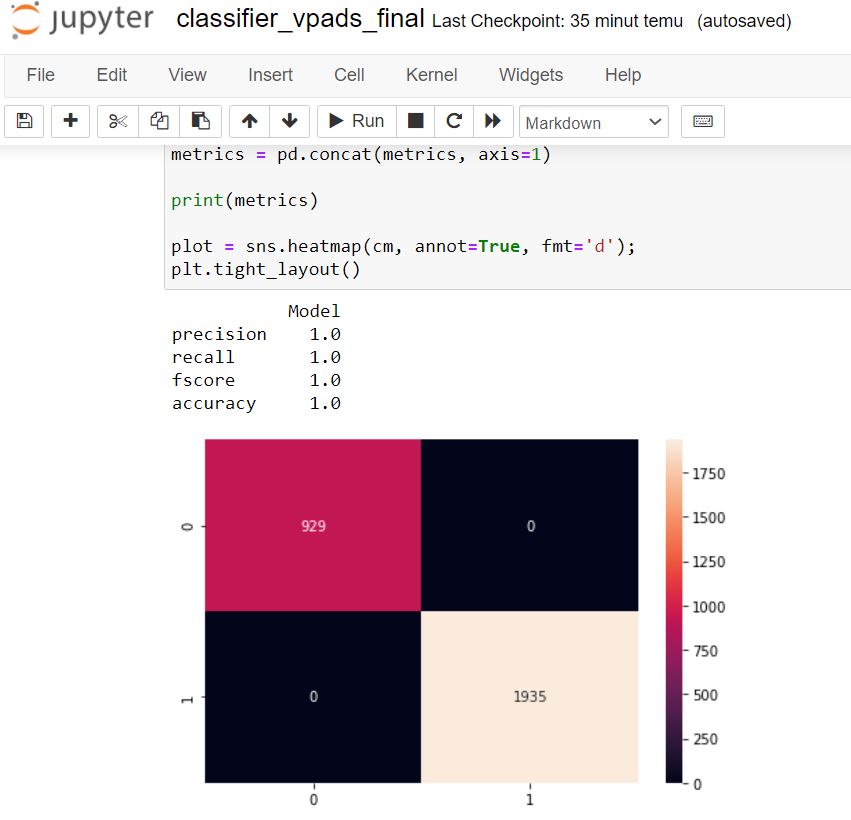 jupyter classifier_vpads_final Last Checkpoint: 35 minut temu (autosaved)
File Edit View Insert Cell Kernel Widgets Help
Run Markdown
metrics = pd.concat(metrics, axis=1)
print(metrics)
plot = sns.heatmap(cm, annot=True, fmt='d');
plt.tight_layout()
Model
precision 1.0
recall 1.0
fscore 1.0
accuracy 1.0
929 0
0 1935
0
1
0 1
1750
1500
1250
1000
750
500
250
0